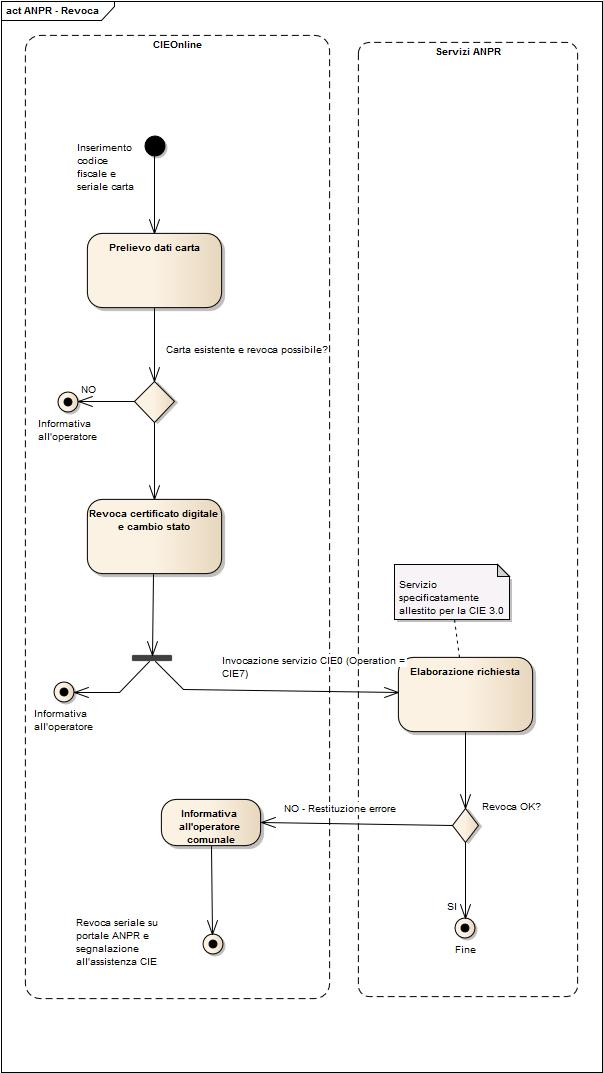 act ANPR - Revoca
CIEOnline
Servizi ANPR
Inserimento
codice
fiscale e
seriale carta
Prelievo dati carta
Carta esistente e revoca possibile?
NO
Informativa
all'operatore
Revoca certificato digitale
e cambio stato
Servizio
specificatamente
allestito per la CIE 3.0
Invocazione servizio CIE0 (Operation =
CIE7)
Elaborazione richiesta
Informativa
all'operatore
Revoca OK?
NO - Restituzione errore
Informativa
all'operatore
comunale
SI
Revoca seriale su
portale ANPR e
segnalazione
all'assistenza CIE
Fine